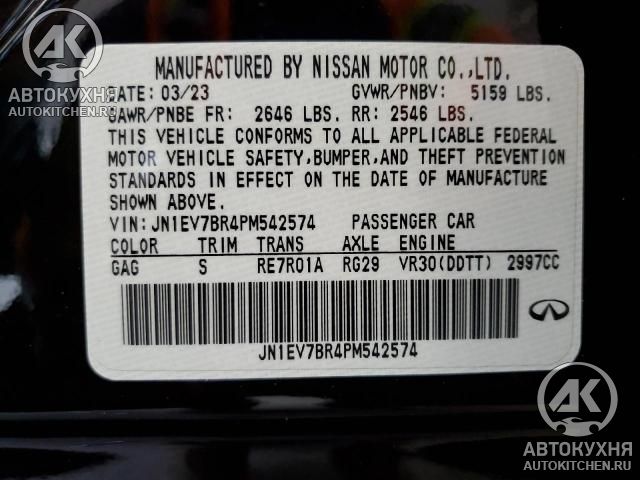 AK
АВТОКУХНЯ
AUTOKITCHEN.RU
MANUFACTURED BY NISSAN MOTOR CO.,LTD.
DATE: 03/23 GVWR/PNBV: 5159 LBS.
GAWR/PNBE FR: 2646 LBS. RR: 2546 LBS.
THIS VEHICLE CONFORMS TO ALL APPLICABLE FEDERAL
MOTOR VEHICLE SAFETY,BUMPER,AND THEFT PREVENTION
STANDARDS IN EFFECT ON THE DATE OF MANUFACTURE
SHOWN ABOVE.
VIN:JN1EV7BR4PM542574 PASSENGER CAR
COLOR TRIM TRANS AXLE ENGINE
GAG S RE7R01A RG29 VR30(DDTT) 2997CC
JN1EV7BR4PM542574
AK
АВТОКУХНЯ
AUTOKITCHEN.RU